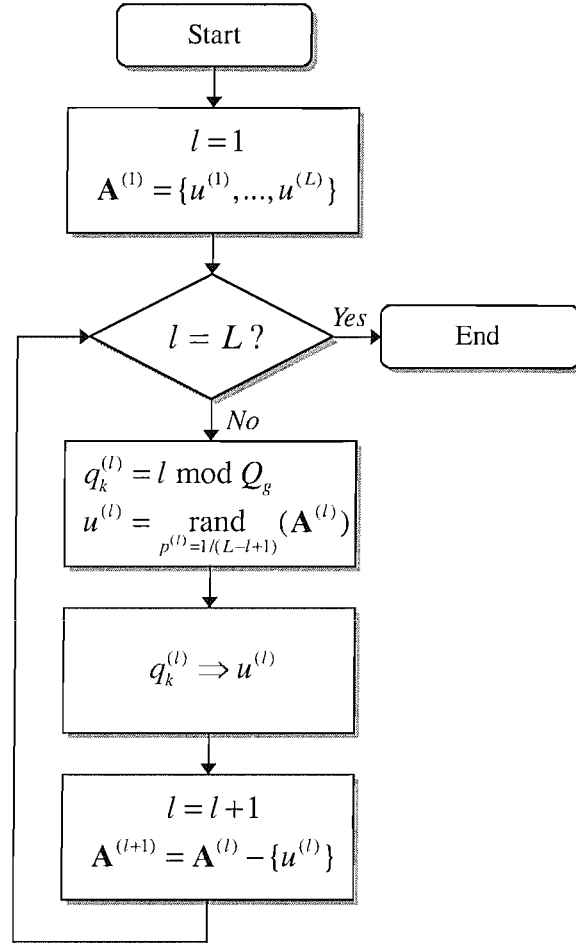 Start
l = 1
A^{(1)} = {u^{(1)},...,u^{(L)}}
l = L ?
Yes
End
No
q_k^{(l)} = l mod Q_g
u^{(l)} = rand_{p^{(l)}=1/(L-l+1)} (A^{(l)})
q_k^{(l)} ⇒ u^{(l)}
l = l+1
A^{(l+1)} = A^{(l)} - {u^{(l)}}